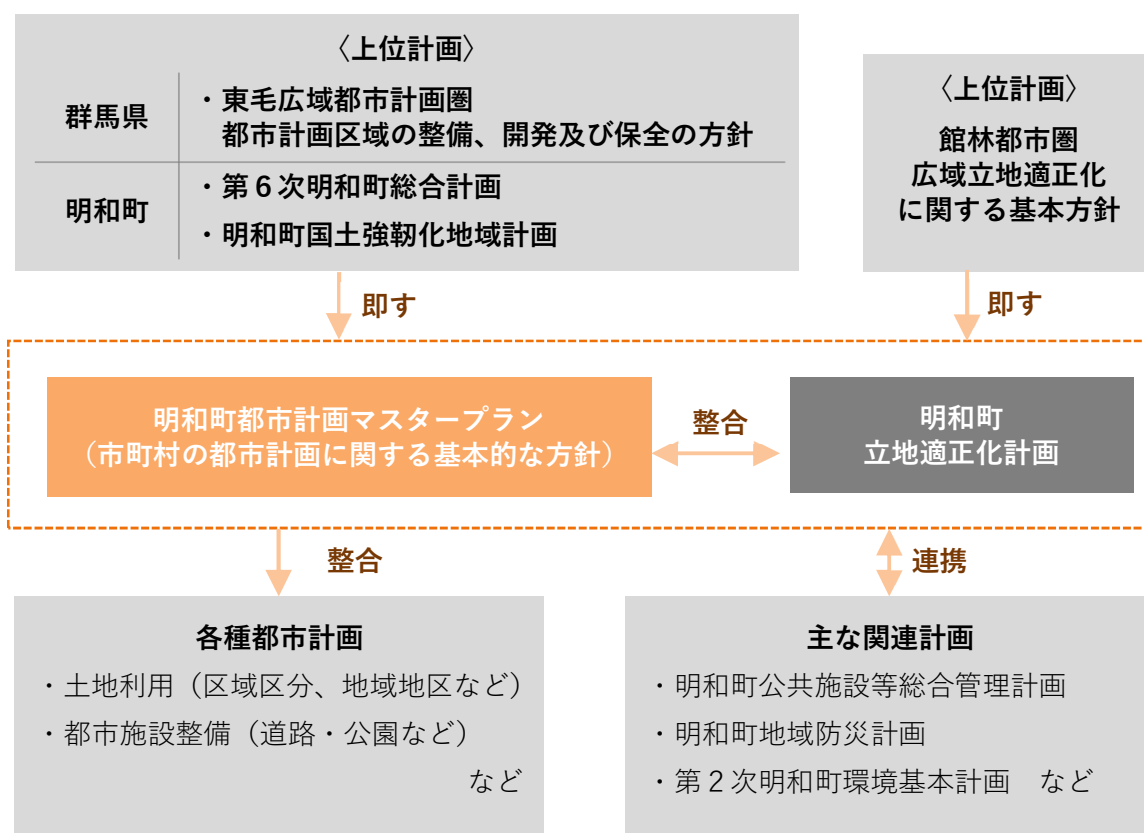 〈上位計画〉
群馬県
・東毛広域都市計画圏
都市計画区域の整備、開発及び保全の方針
明和町
・第６次明和町総合計画
・明和町国土強靭化地域計画
〈上位計画〉
館林都市圏
広域立地適正化
に関する基本方針
即す
即す
明和町都市計画マスタープラン
（市町村の都市計画に関する基本的な方針）
整合
明和町
立地適正化計画
整合
連携
各種都市計画
・土地利用（区域区分、地域地区など）
・都市施設整備（道路・公園など）
など
主な関連計画
・明和町公共施設等総合管理計画
・明和町地域防災計画
・第２次明和町環境基本計画　など